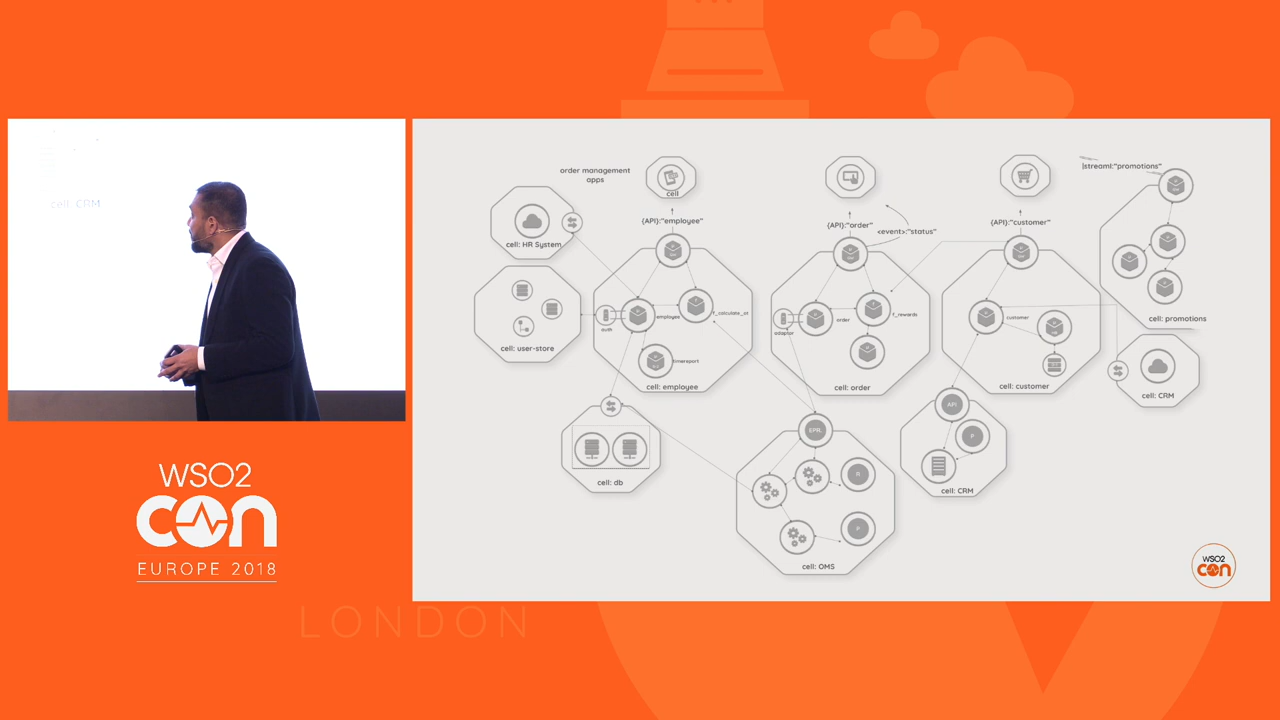 cell: CRM
WSO2
CON
EUROPE 2018
LONDON
order management
apps
cell
{API}:"employee"
cell: HR System
cell: user-store
auth
employee
f_calculate_ot
timersport
cell: employee
cell: db
{API}:"order"
<event>:"status"
adaptor
order
f_rewards
cell: order
EPRL
R
P
cell: OMS
{API}:"customer"
customer
cell: customer
API
P
cell: CRM
|stream|:"promotions"
cell: promotions
cell: CRM
WSO2
CON